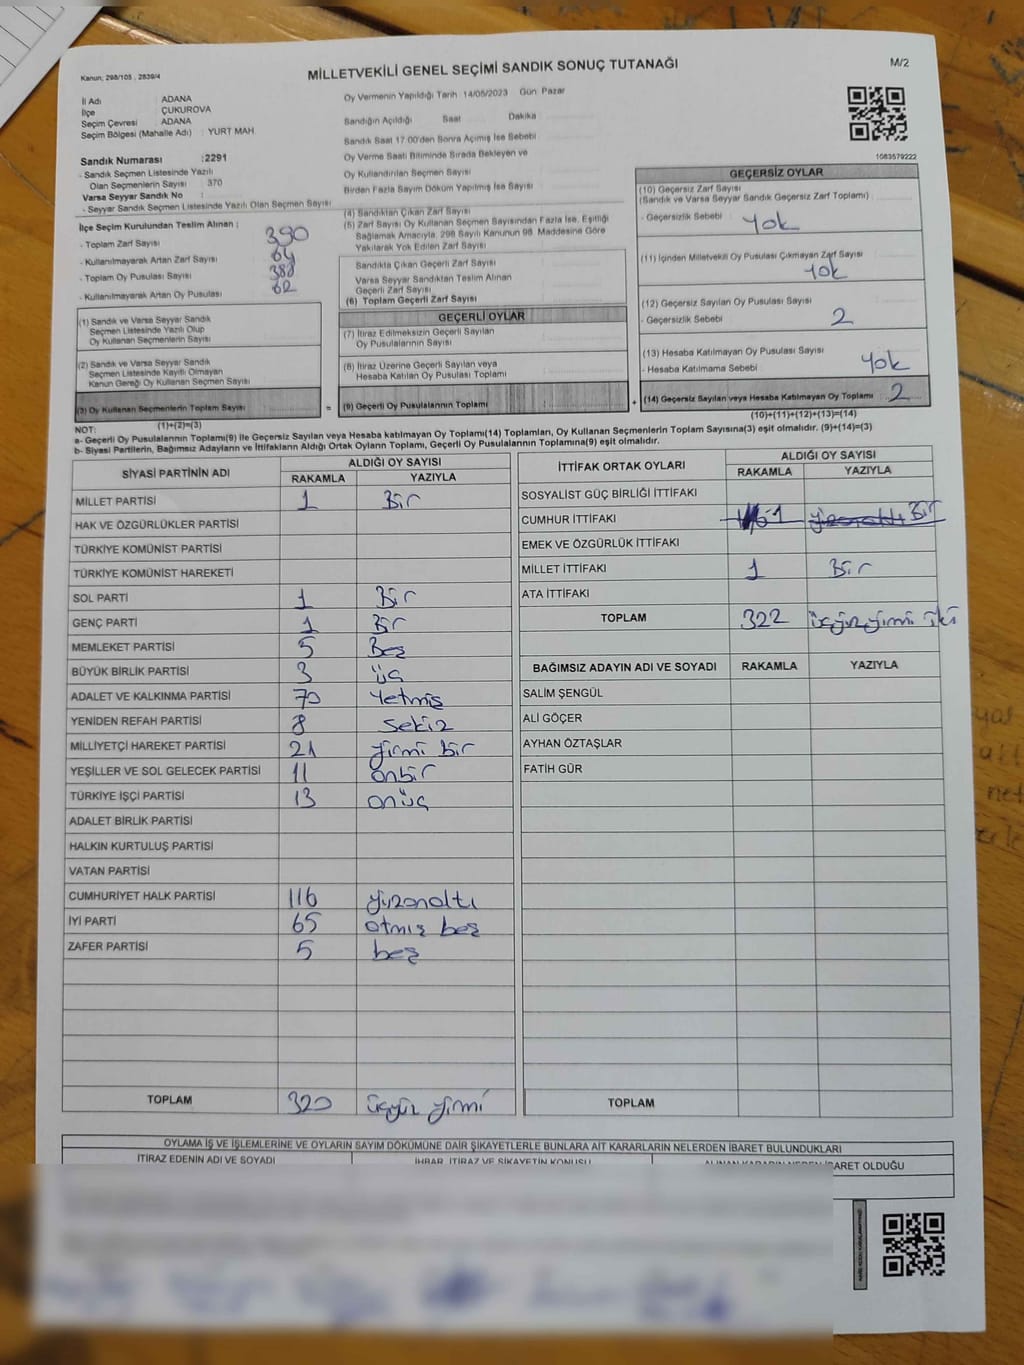 Kanun; 298/105 , 2839/4
MİLLETVEKİLİ GENEL SEÇİMİ SANDIK SONUÇ TUTANAĞI
M/2
İl Adı : ADANA
İlçe : ÇUKUROVA
Seçim Çevresi : ADANA
Seçim Bölgesi (Mahalle Adı) : YURT MAH.
Sandık Numarası :2291
- Sandık Seçmen Listesinde Yazılı
Olan Seçmenlerin Sayısı : 370
Varsa Seyyar Sandık No :
- Seyyar Sandık Seçmen Listesinde Yazılı Olan Seçmen Sayısı
İlçe Seçim Kurulundan Teslim Alınan ;
- Toplam Zarf Sayısı 390
- Kullanılmayarak Artan Zarf Sayısı 64
- Toplam Oy Pusulası Sayısı 388
- Kullanılmayarak Artan Oy Pusulası 62
(1) Sandık ve Varsa Seyyar Sandık
Seçmen Listesinde Yazılı Olup
Oy Kullanan Seçmenlerin Sayısı
(2) Sandık ve Varsa Seyyar Sandık
Listesinde Kayıtlı Olmayan
Kanun Gereği Oy Kullanan Seçmen Sayısı
(3) Oy Kullanan Seçmenlerin Toplam Sayısı
(1)+(2)=(3)
Oy Vermenin Yapıldığı Tarih 14/05/2023 Gün Pazar
Sandığın Açıldığı Saat Dakika
Sandık Saat 17.00'den Sonra Açımış İse Sebebi
Oy Verme Saati Bitiminde Sırada Bekleyen ve
Oy Kullandırılan Seçmen Sayısı
Birden Fazla Sayım Döküm Yapılmış İse Sayısı
(4) Sandıktan Çıkan Zarf Sayısı
(5) Zarf Sayısı Oy Kullanan Seçmen Sayısından Fazla İse, Eşitliği
Sağlamak Amacıyla, 298 Sayılı Kanunun 98. Maddesine Göre
Yakılarak Yok Edilen Zarf Sayısı
Sandıkta Çıkan Geçerli Zarf Sayısı
Varsa Seyyar Sandıktan Teslim Alınan
Geçerli Zarf Sayısı
(6) Toplam Geçerli Zarf Sayısı
GEÇERLİ OYLAR
(7) İtiraz Edilmeksizin Geçerli Sayılan
Oy Pusulalarının Sayısı
(8) İtiraz Üzerine Geçerli Sayılan veya
Hesaba Katılan Oy Pusulası Toplamı
= (9) Geçerli Oy Pusulalarının Toplamı +
1083579222
GEÇERSİZ OYLAR
(10) Geçersiz Zarf Sayısı
(Sandık ve Varsa Seyyar Sandık Geçersiz Zarf Toplamı)
- Geçersizlik Sebebi Yok
(11) İçinden Milletvekili Oy Pusulası Çıkmayan Zarf Sayısı
Yok
(12) Geçersiz Sayılan Oy Pusulası Sayısı
- Geçersizlik Sebebi 2
(13) Hesaba Katılmayan Oy Pusulası Sayısı
- Hesaba Katılmama Sebebi Yok
(14) Geçersiz Sayılan veya Hesaba Katılmayan Oy Toplamı 2
(10)+(11)+(12)+(13)=(14)
NOT:
a- Geçerli Oy Pusulalarının Toplamı(9) ile Geçersiz Sayılan veya Hesaba katılmayan Oy Toplamı(14) Toplamları, Oy Kullanan Seçmenlerin Toplam Sayısına(3) eşit olmalıdır. (9)+(14)=(3)
b- Siyasi Partilerin, Bağımsız Adayların ve İttifakların Aldığı Ortak Oyların Toplamı, Geçerli Oy Pusulalarının Toplamına(9) eşit olmalıdır.
SİYASİ PARTİNİN ADI ALDIĞI OY SAYISI
RAKAMLA YAZIYLA
MİLLET PARTİSİ 1 Bir
HAK VE ÖZGÜRLÜKLER PARTİSİ
TÜRKİYE KOMÜNİST PARTİSİ
TÜRKİYE KOMÜNİST HAREKETİ
SOL PARTİ 1 Bir
GENÇ PARTİ 1 Bir
MEMLEKET PARTİSİ 5 Beş
BÜYÜK BİRLİK PARTİSİ 3 üç
ADALET VE KALKINMA PARTİSİ 70 Yetmiş
YENİDEN REFAH PARTİSİ 8 Sekiz
MİLLİYETÇİ HAREKET PARTİSİ 21 yirmi bir
YEŞİLLER VE SOL GELECEK PARTİSİ 11 onbir
TÜRKİYE İŞÇİ PARTİSİ 13 onüç
ADALET BİRLİK PARTİSİ
HALKIN KURTULUŞ PARTİSİ
VATAN PARTİSİ
CUMHURİYET HALK PARTİSİ 116 yüzonaltı
İYİ PARTİ 65 otmış beş
ZAFER PARTİSİ 5 beş
TOPLAM 320 üçyüz yirmi
İTTİFAK ORTAK OYLARI ALDIĞI OY SAYISI
RAKAMLA YAZIYLA
SOSYALİST GÜÇ BİRLİĞİ İTTİFAKI
CUMHUR İTTİFAKI 1 Bir
EMEK VE ÖZGÜRLÜK İTTİFAKI
MİLLET İTTİFAKI 1 Bir
ATA İTTİFAKI
TOPLAM 322 üçyüzyirmi iki
BAĞIMSIZ ADAYIN ADI VE SOYADI RAKAMLA YAZIYLA
SALİM ŞENGÜL
ALİ GÖÇER
AYHAN ÖZTAŞLAR
FATİH GÜR
TOPLAM
OYLAMA İŞ VE İŞLEMLERİNE VE OYLARIN SAYIM DÖKÜMÜNE DAİR ŞİKAYETLERLE BUNLARA AİT KARARLARIN NELERDEN İBARET BULUNDUKLARI
İTİRAZ EDENİN ADI VE SOYADI İHBAR, İTİRAZ VE ŞİKAYETİN KONUSU ALINAN KARARIN NEDEN İBARET OLDUĞU